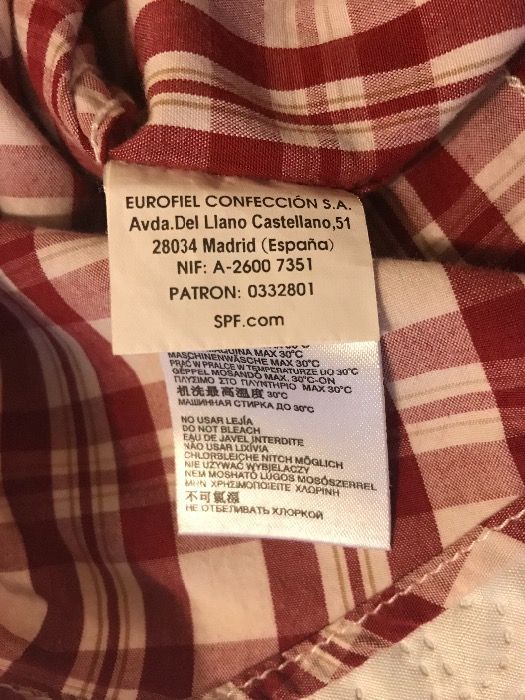 EUROFIEL CONFECCIÓN S.A.
Avda.Del Llano Castellano,51
28034 Madrid (España)
NIF: A-2600 7351
PATRON: 0332801
SPF.com
MAX 30°C
MASCHINENWÄSCHE MAX 30°C
PRAĆ W PRALCE W TEMPERATURZE DO 30°C
GÉPPEL MOSANDÓ MAX. 30°C-ON
ΠΛΥΣΙΜΟ ΣΤΟ ΠΛΥΝΤΗΡΙΟ MAX 30°C
机洗最高溫度 30°C
МАШИННАЯ СТИРКА ДО 30°C
NO USAR LEJÍA
DO NOT BLEACH
EAU DE JAVEL INTERDITE
NÃO USAR LIXÍVIA
CHLORBLEICHE NITCH MÖGLICH
NIE UŻYWAĆ WYBIELACZY
NEM MOSHATÓ LÚGOS MOSÓSZERREL
ΜΗΝ ΧΡΗΣΙΜΟΠΟΙΕΙΤΕ ΧΛΩΡΙΝΗ
不可氯漂
НЕ ОТБЕЛИВАТЬ ХЛОРКОЙ